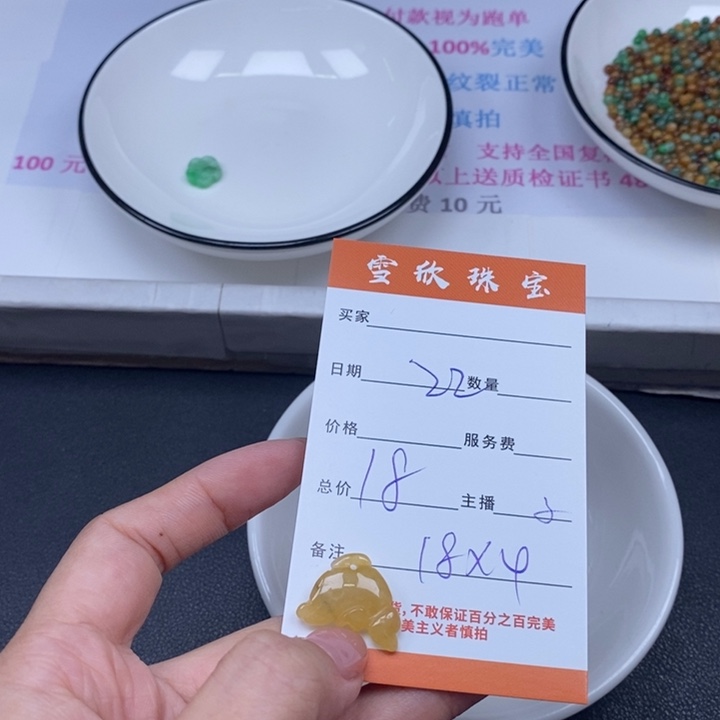 付款视为跑单
100%完美
纹裂正常
慎拍
100 元
支持全国复
以上送质检证书
费 10 元
雪欣珠宝
买家
日期 22 数量
价格 服务费
总价 18 主播
备注 18×4
货,不敢保证百分之百完美
美主义者慎拍